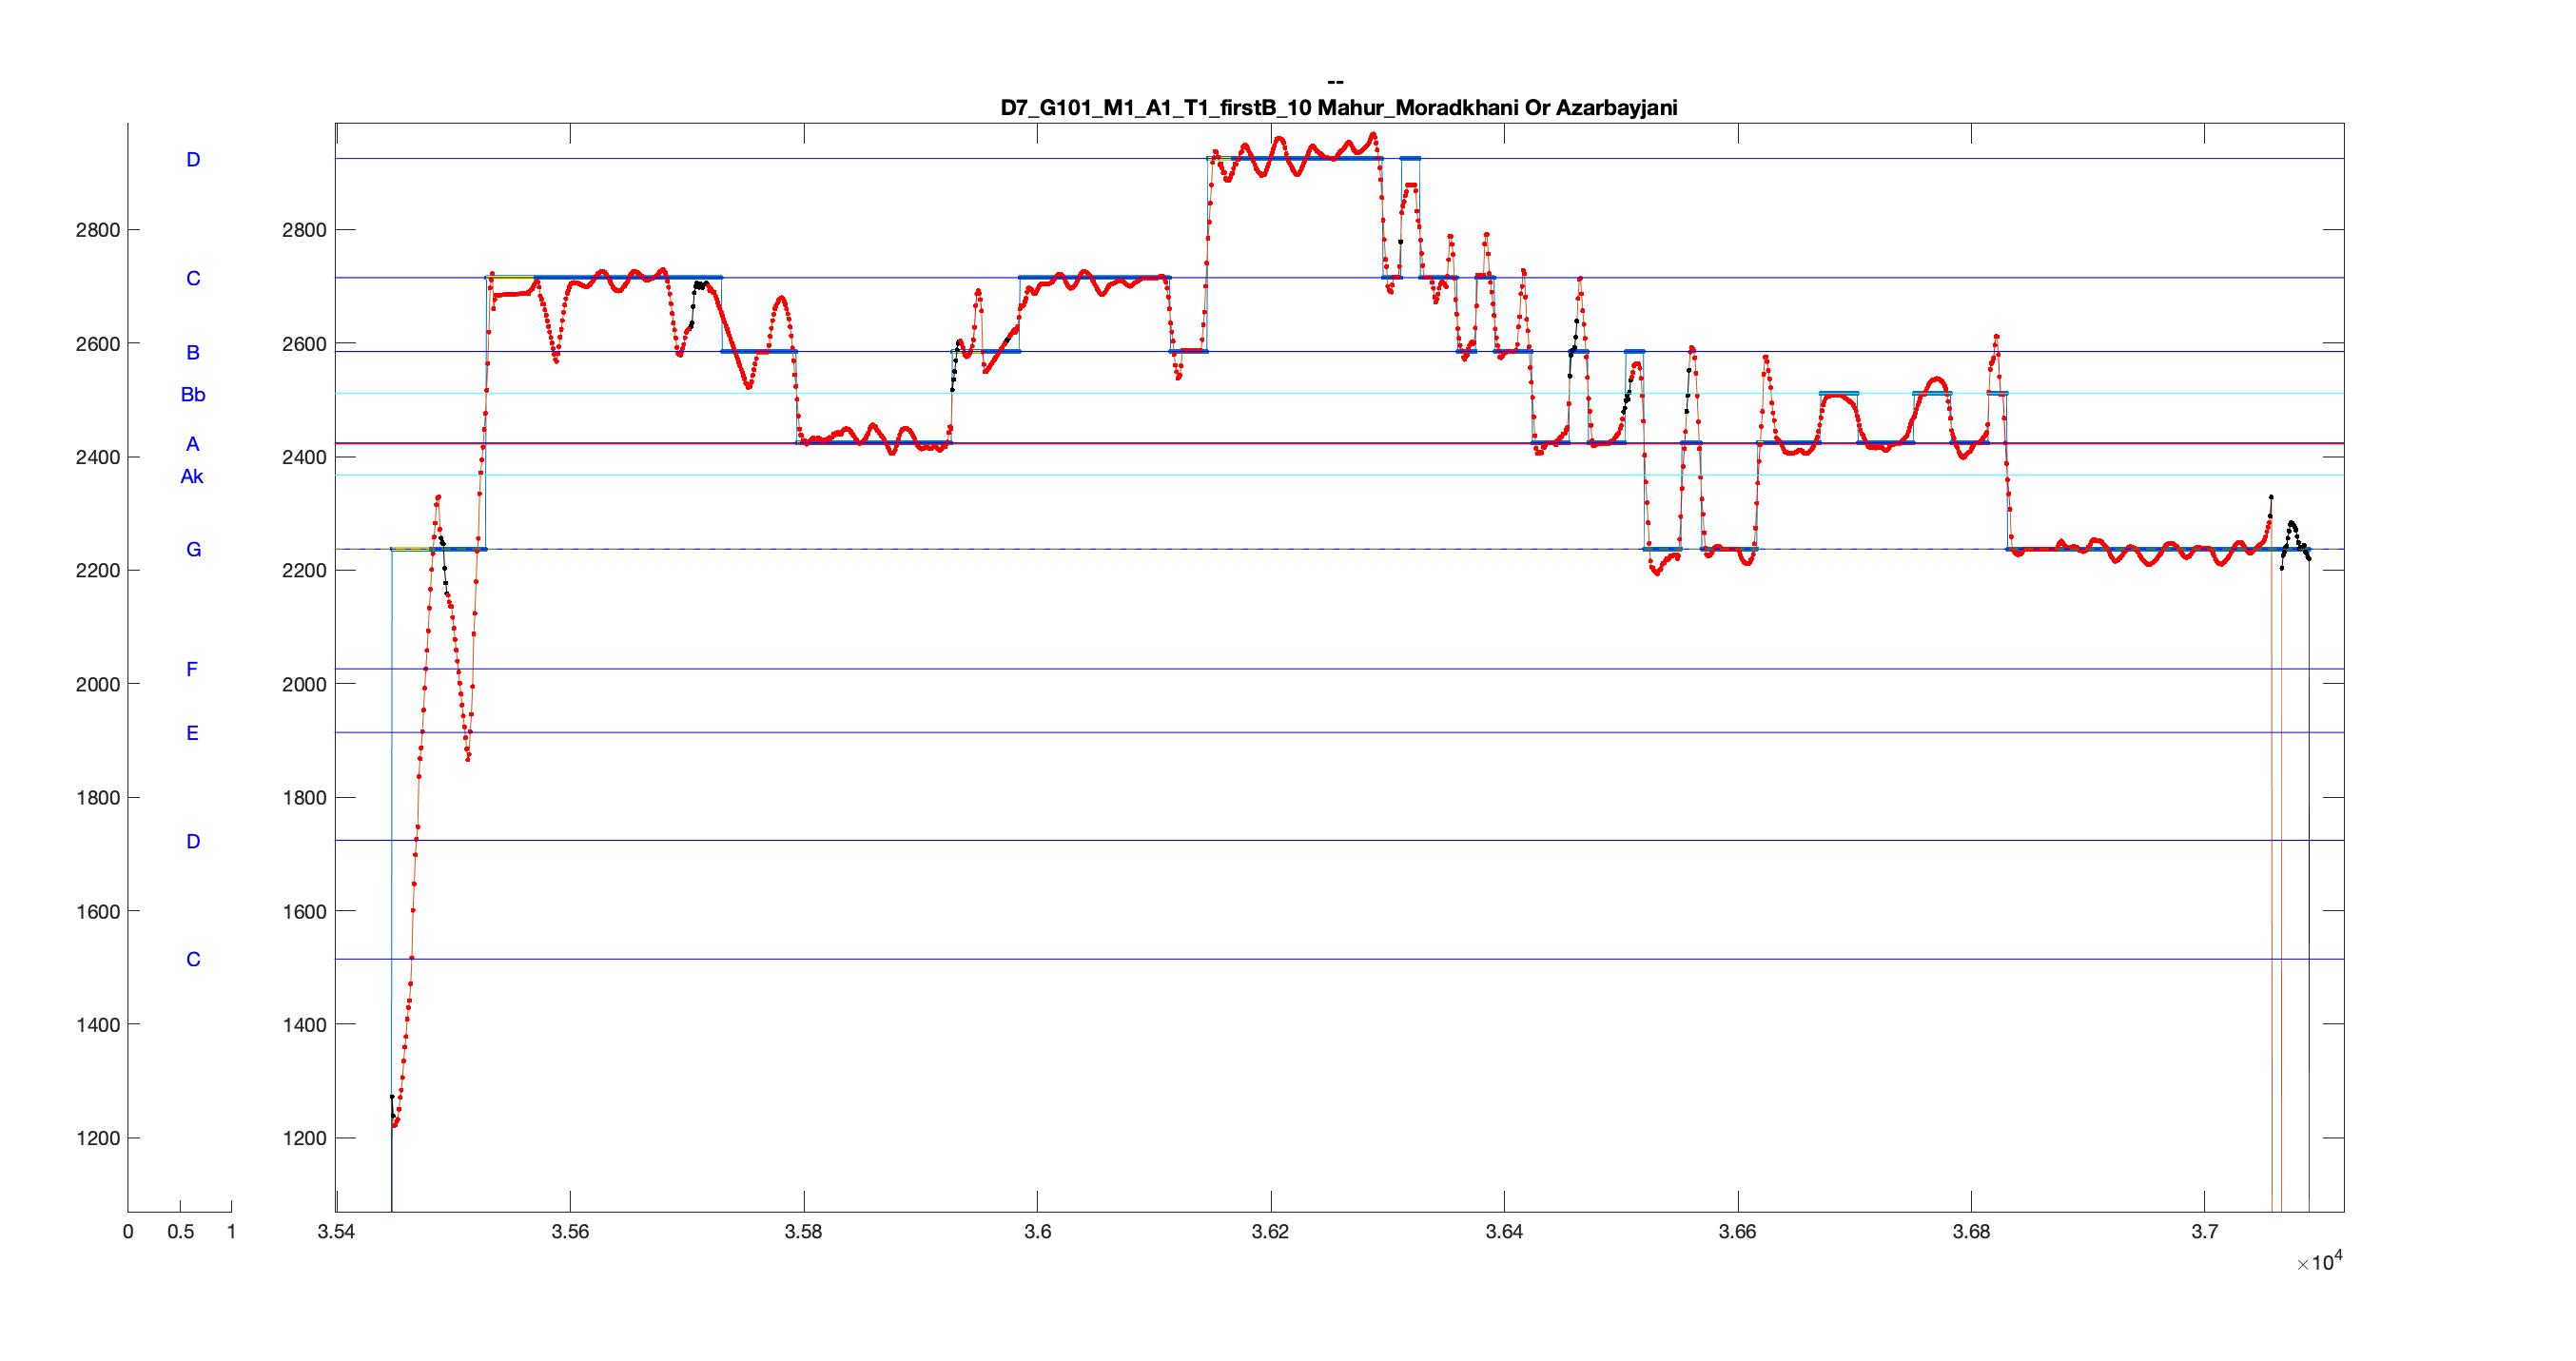 --
D7_G101_M1_A1_T1_firstB_10 Mahur_Moradkhani Or Azarbayjani
D
2800 2800
C
2600 B 2600
Bb
A
2400 2400
Ak
G
2200 2200
F
2000 2000
E
1800 1800
D
1600 1600
C
1400 1400
1200 1200
0 0.5 1 3.54 3.56 3.58 3.6 3.62 3.64 3.66 3.68 3.7
×10⁴